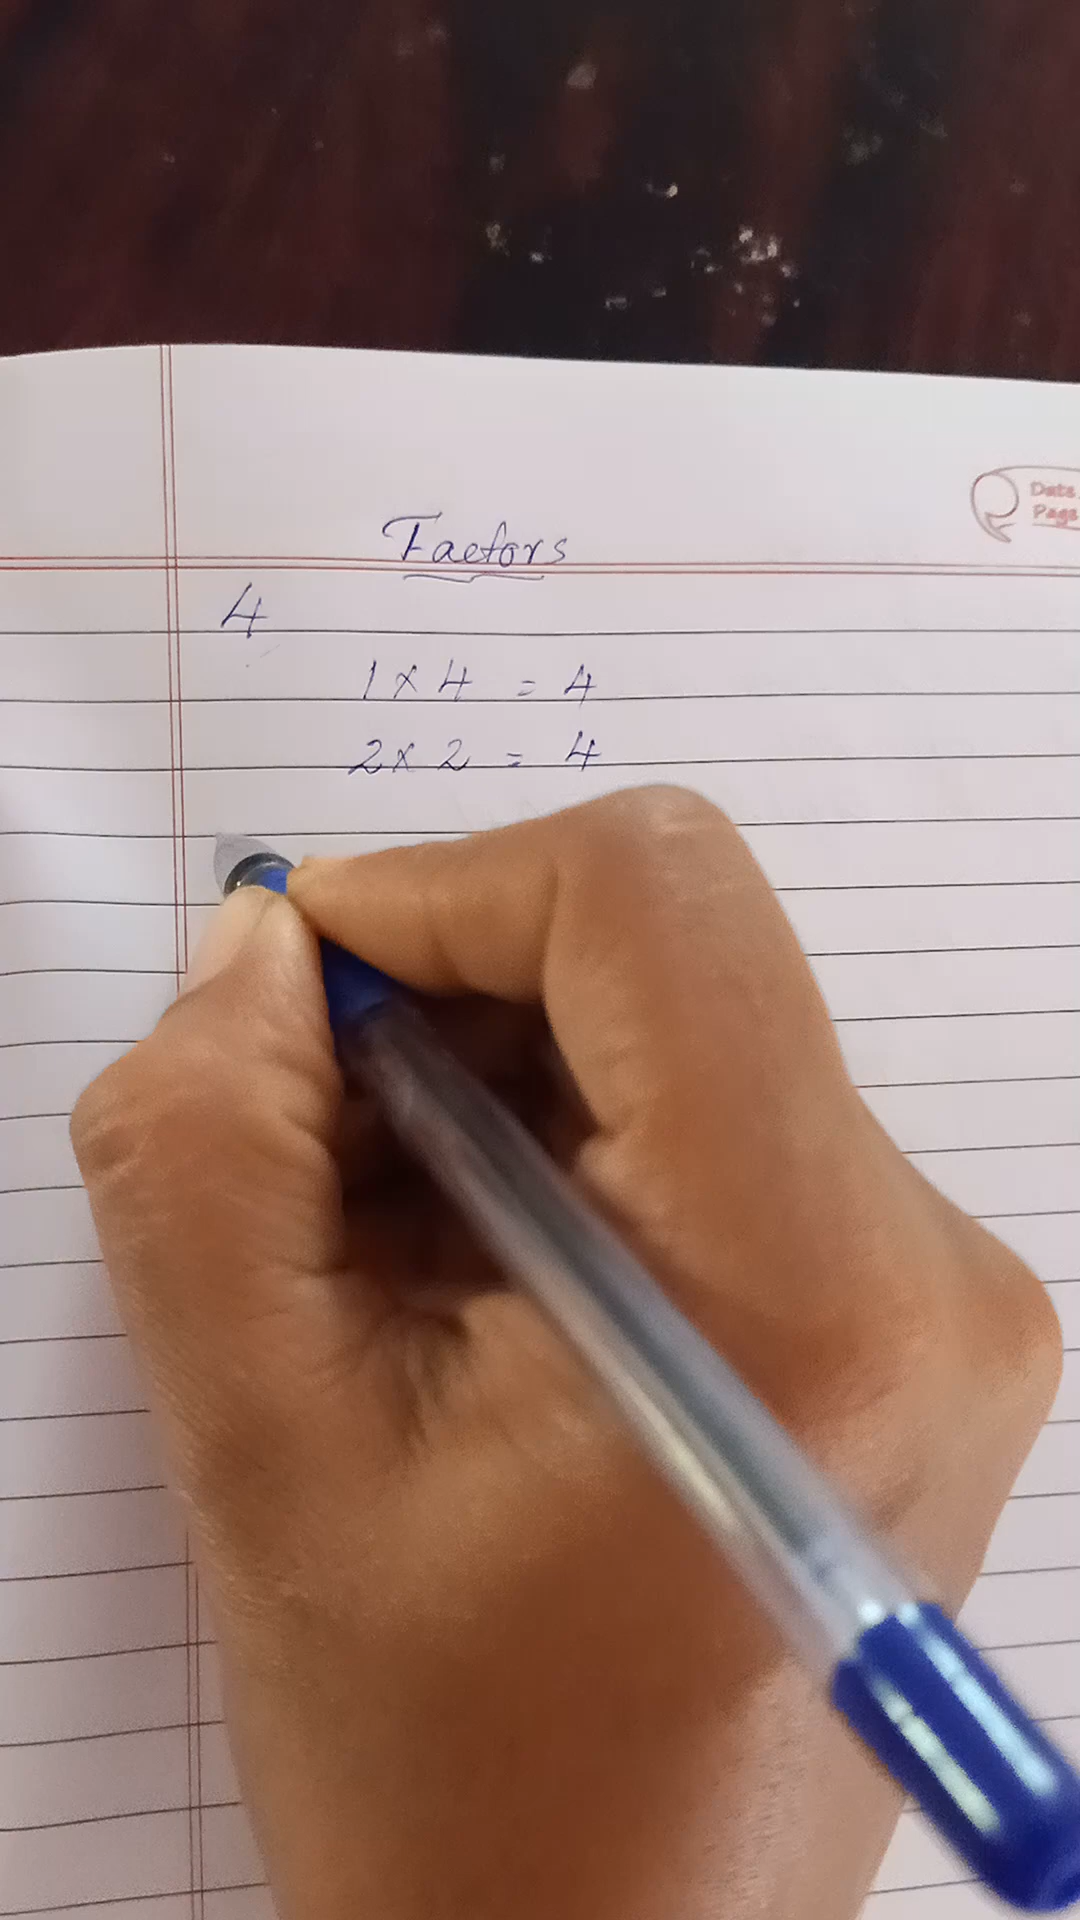 Date
Page
Factors
4
1 × 4 = 4
2 × 2 = 4